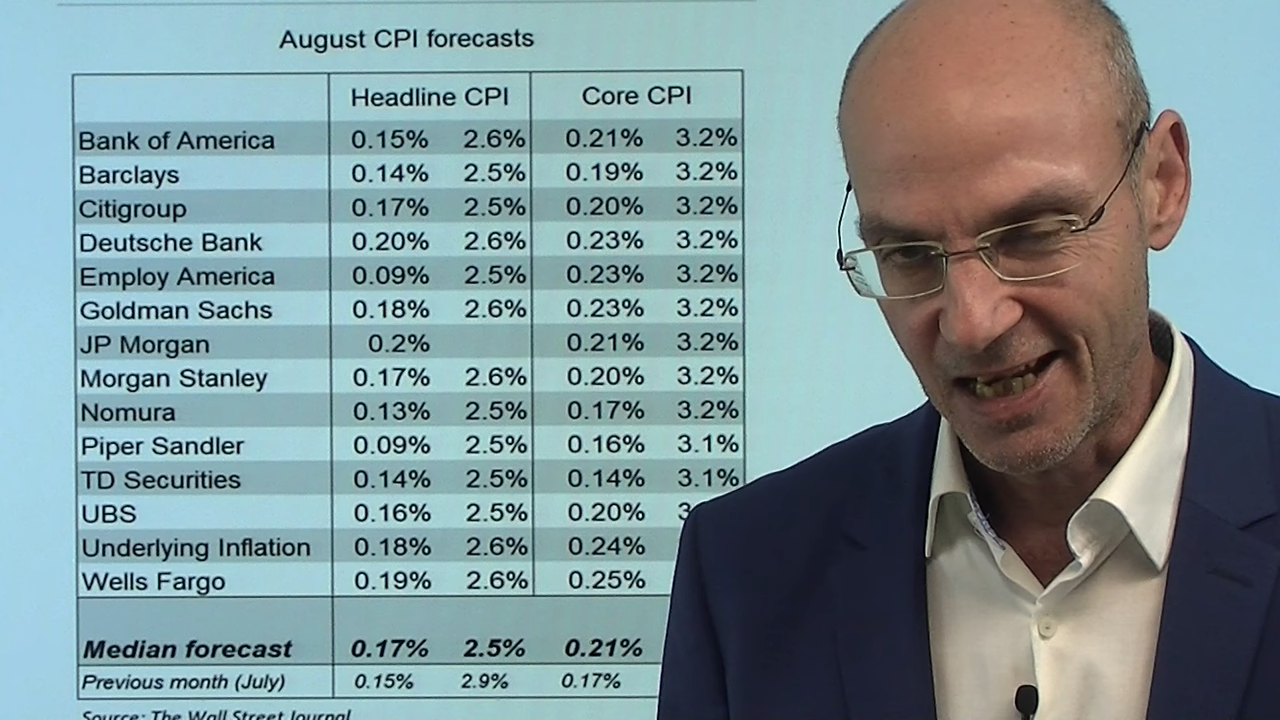 August CPI forecasts
Headline CPI Core CPI
Bank of America 0.15% 2.6% 0.21% 3.2%
Barclays 0.14% 2.5% 0.19% 3.2%
Citigroup 0.17% 2.5% 0.20% 3.2%
Deutsche Bank 0.20% 2.6% 0.23% 3.2%
Employ America 0.09% 2.5% 0.23% 3.2%
Goldman Sachs 0.18% 2.6% 0.23% 3.2%
JP Morgan 0.2% 0.21% 3.2%
Morgan Stanley 0.17% 2.6% 0.20% 3.2%
Nomura 0.13% 2.5% 0.17% 3.2%
Piper Sandler 0.09% 2.5% 0.16% 3.1%
TD Securities 0.14% 2.5% 0.14% 3.1%
UBS 0.16% 2.5% 0.20%
Underlying Inflation 0.18% 2.6% 0.24%
Wells Fargo 0.19% 2.6% 0.25%
Median forecast 0.17% 2.5% 0.21%
Previous month (July) 0.15% 2.9% 0.17%
Source: The Wall Street Journal